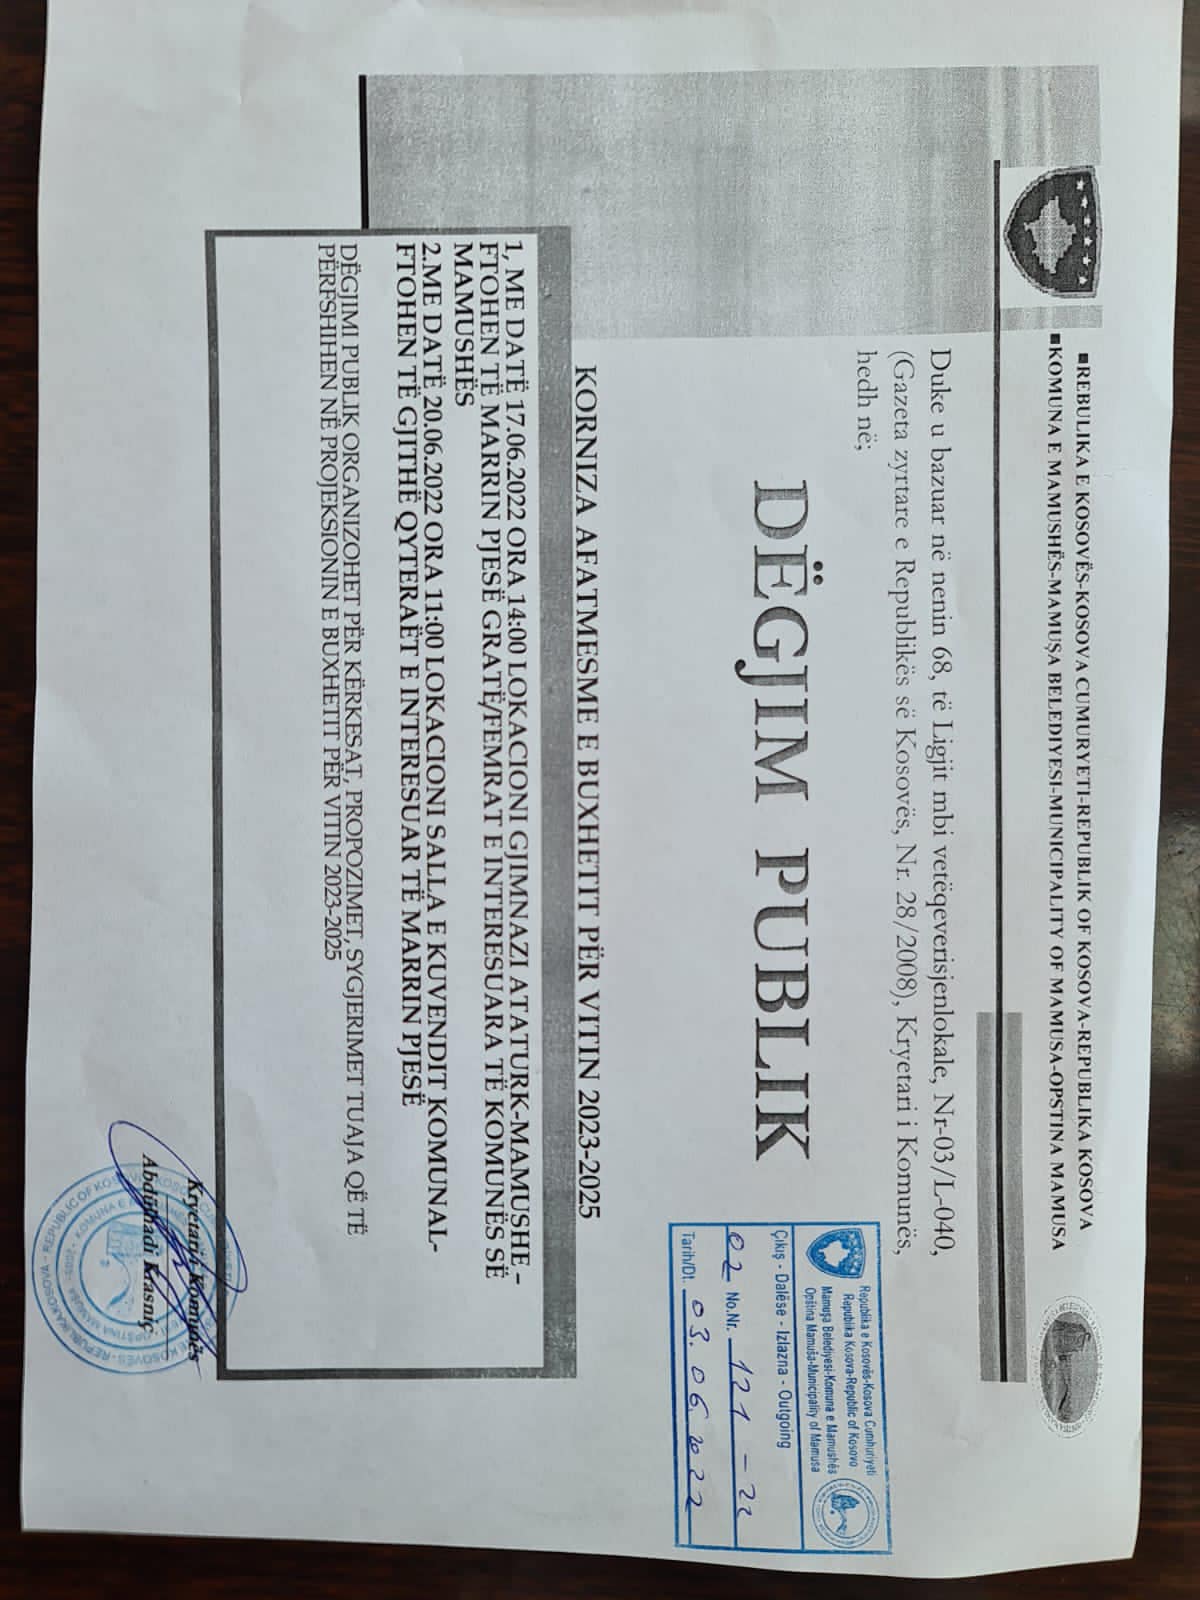 ▪REBULIKA E KOSOVËS-KOSOVA CUMURYETI-REPUBLIK OF KOSOVA-REPUBLIKA KOSOVA
▪KOMUNA E MAMUSHËS-MAMUŞA BELEDİYESI-MUNICIPALITY OF MAMUSA-OPSTINA MAMUSA
Duke u bazuar në nenin 68, të Ligjit mbi vetëqeverisjenlokale, Nr-03/L-040,
(Gazeta zyrtare e Republikës së Kosovës, Nr. 28/2008), Kryetari i Komunës,
hedh në;
DËGJIM PUBLIK
Republika e Kosovës-Kosova Cumhuriyeti
Republika Kosova-Republic of Kosovo
Mamuşa Belediyesi-Komuna e Mamushës
Opština Mamuša-Municipality of Mamusa
Çıkış - Dalëse - Izlazna - Outgoing
02 No.Nr. 121-22
Tarih/Dt. 03.06.2022
KORNIZA AFATMESME E BUXHETIT PËR VITIN 2023-2025
1, ME DATË 17.06.2022 ORA 14:00 LOKACIONI GJIMNAZI ATATURK-MAMUSHE-
FTOHEN TË MARRIN PJESË GRATË/FEMRAT E INTERESUARA TË KOMUNËS SË
MAMUSHËS
2.ME DATË 20.06.2022 ORA 11:00 LOKACIONI SALLA E KUVENDIT KOMUNAL-
FTOHEN TË GJITHË QYTERAËT E INTERESUAR TË MARRIN PJESË
DËGJIMI PUBLIK ORGANIZOHET PËR KËRKESAT, PROPOZIMET, SYGJERIMET TUAJA QË TË
PËRFSHIHEN NË PROJEKSIONIN E BUXHETIT PËR VITIN 2023-2025
Kryetari i Komunës
Abdülhadi Krasniç